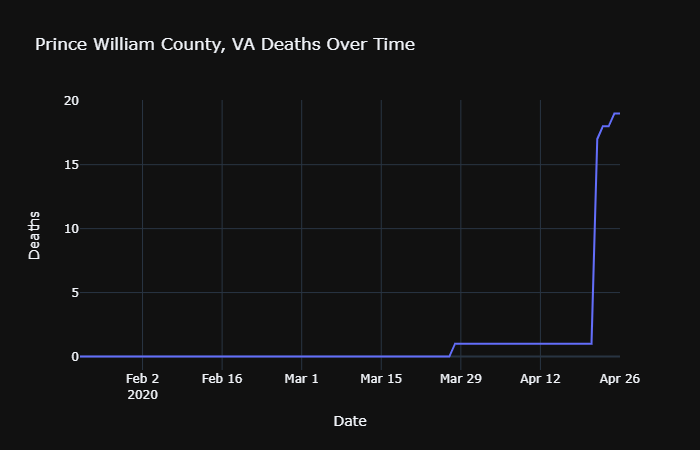 Prince William County, VA Deaths Over Time
Deaths
20
15
10
5
0
Feb 2 Feb 16 Mar 1 Mar 15 Mar 29 Apr 12 Apr 26
2020
Date